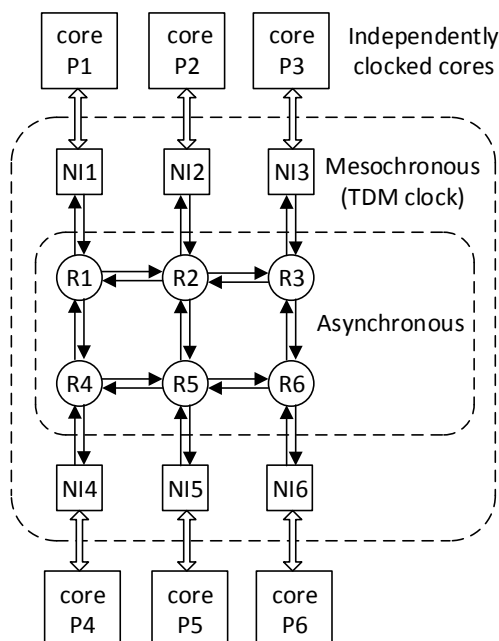 core
P1
core
P2
core
P3
Independently
clocked cores
NI1
NI2
NI3
Mesochronous
(TDM clock)
R1
R2
R3
Asynchronous
R4
R5
R6
NI4
NI5
NI6
core
P4
core
P5
core
P6